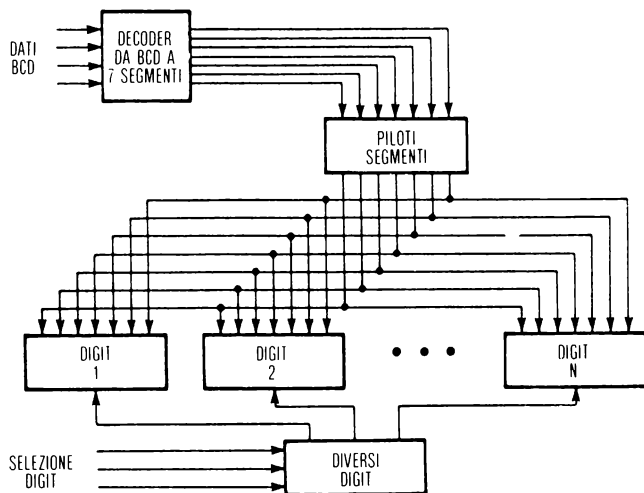 DATI
BCD
DECODER
DA BCD A
7 SEGMENTI
PILOTI
SEGMENTI
DIGIT
1
DIGIT
2
• • •
DIGIT
N
SELEZIONE
DIGIT
DIVERSI
DIGIT